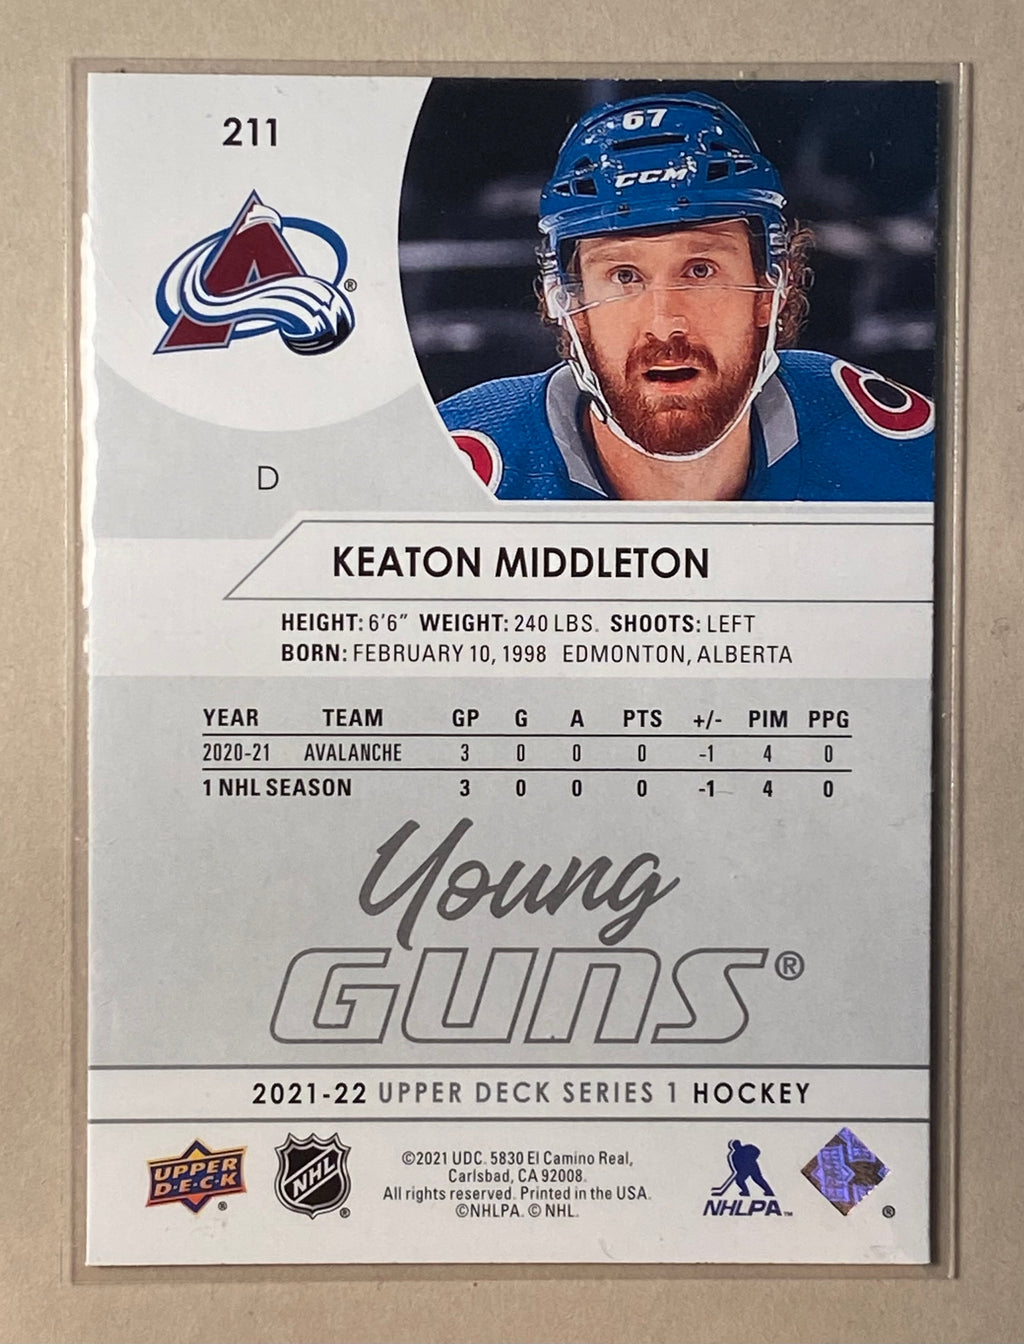 211
67
CCM
®
D
KEATON MIDDLETON
HEIGHT: 6'6" WEIGHT: 240 LBS. SHOOTS: LEFT
BORN: FEBRUARY 10, 1998 EDMONTON, ALBERTA
YEAR TEAM GP G A PTS +/- PIM PPG
2020-21 AVALANCHE 3 0 0 0 -1 4 0
1 NHL SEASON 3 0 0 0 -1 4 0
Young
GUNS®
2021-22 UPPER DECK SERIES 1 HOCKEY
UPPER
D·E·C·K
®
NHL
®
©2021 UDC. 5830 El Camino Real,
Carlsbad, CA 92008.
All rights reserved. Printed in the USA.
©NHLPA. © NHL.
NHLPA™
®